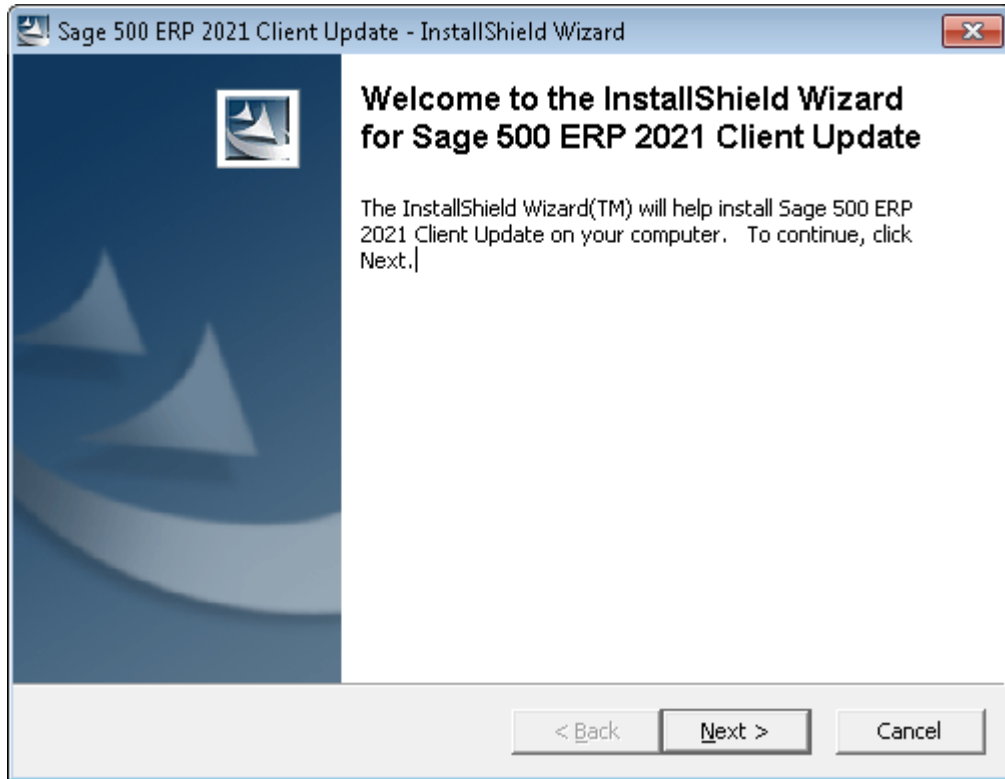 Sage 500 ERP 2021 Client Update - InstallShield Wizard
Welcome to the InstallShield Wizard
for Sage 500 ERP 2021 Client Update
The InstallShield Wizard(TM) will help install Sage 500 ERP
2021 Client Update on your computer.   To continue, click
Next.
< Back Next > Cancel